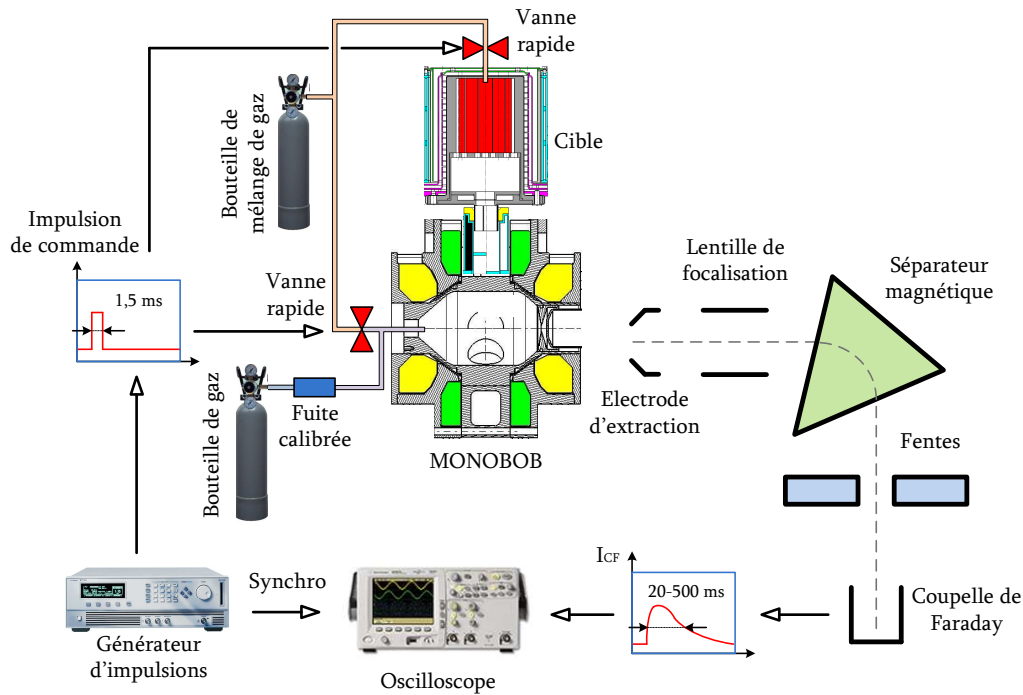 Vanne
rapide
Bouteille de
mélange de gaz
Cible
Impulsion
de commande
1,5 ms
Vanne
rapide
Lentille de
focalisation
Séparateur
magnétique
Bouteille de gaz
Fuite
calibrée
Electrode
d’extraction
MONOBOB
Fentes
Synchro
ICF
20-500 ms
Coupelle de
Faraday
Générateur
d’impulsions
Oscilloscope